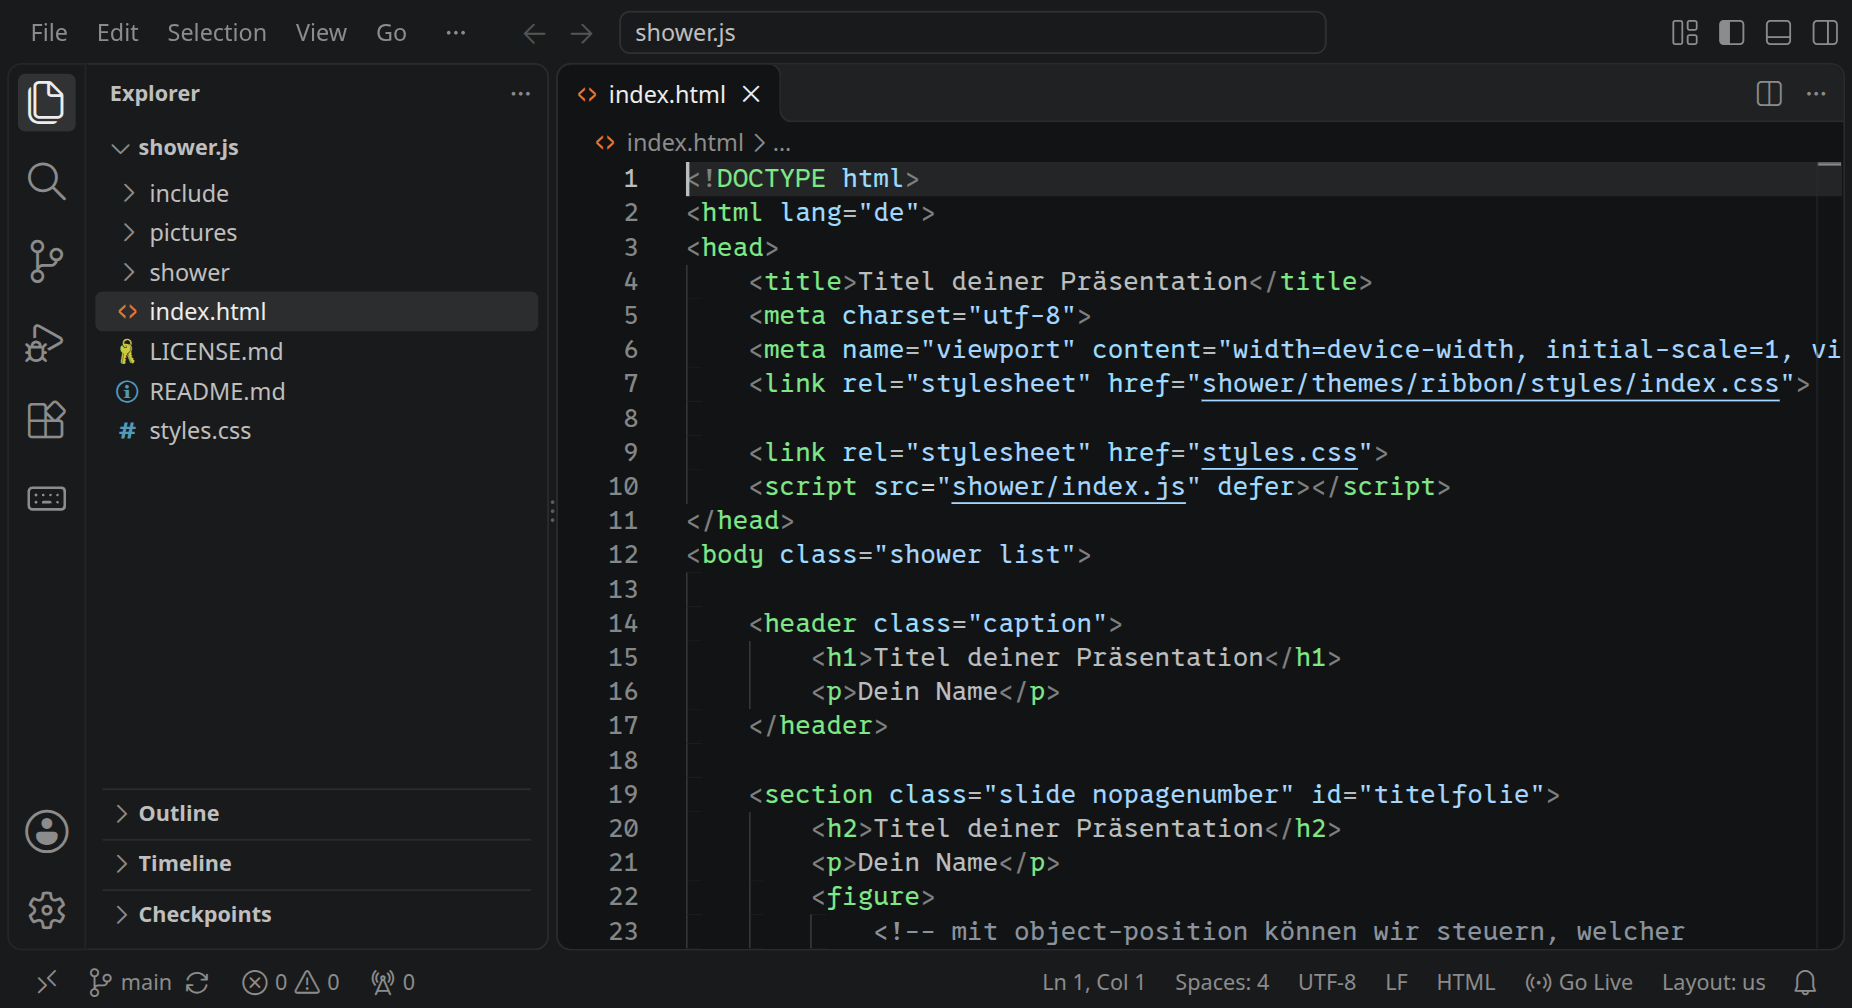 File Edit Selection View Go ··· shower.js
Explorer ···
shower.js
include
pictures
shower
index.html
LICENSE.md
README.md
styles.css
Outline
Timeline
Checkpoints
index.html
index.html > ...
1 <!DOCTYPE html>
2 <html lang="de">
3 <head>
4 <title>Titel deiner Präsentation</title>
5 <meta charset="utf-8">
6 <meta name="viewport" content="width=device-width, initial-scale=1, vi
7 <link rel="stylesheet" href="shower/themes/ribbon/styles/index.css">
8
9 <link rel="stylesheet" href="styles.css">
10 <script src="shower/index.js" defer></script>
11 </head>
12 <body class="shower list">
13
14 <header class="caption">
15 <h1>Titel deiner Präsentation</h1>
16 <p>Dein Name</p>
17 </header>
18
19 <section class="slide nopagenumber" id="titelfolie">
20 <h2>Titel deiner Präsentation</h2>
21 <p>Dein Name</p>
22 <figure>
23 <!-- mit object-position können wir steuern, welcher
main 0 0 0 Ln 1, Col 1 Spaces: 4 UTF-8 LF HTML Go Live Layout: us